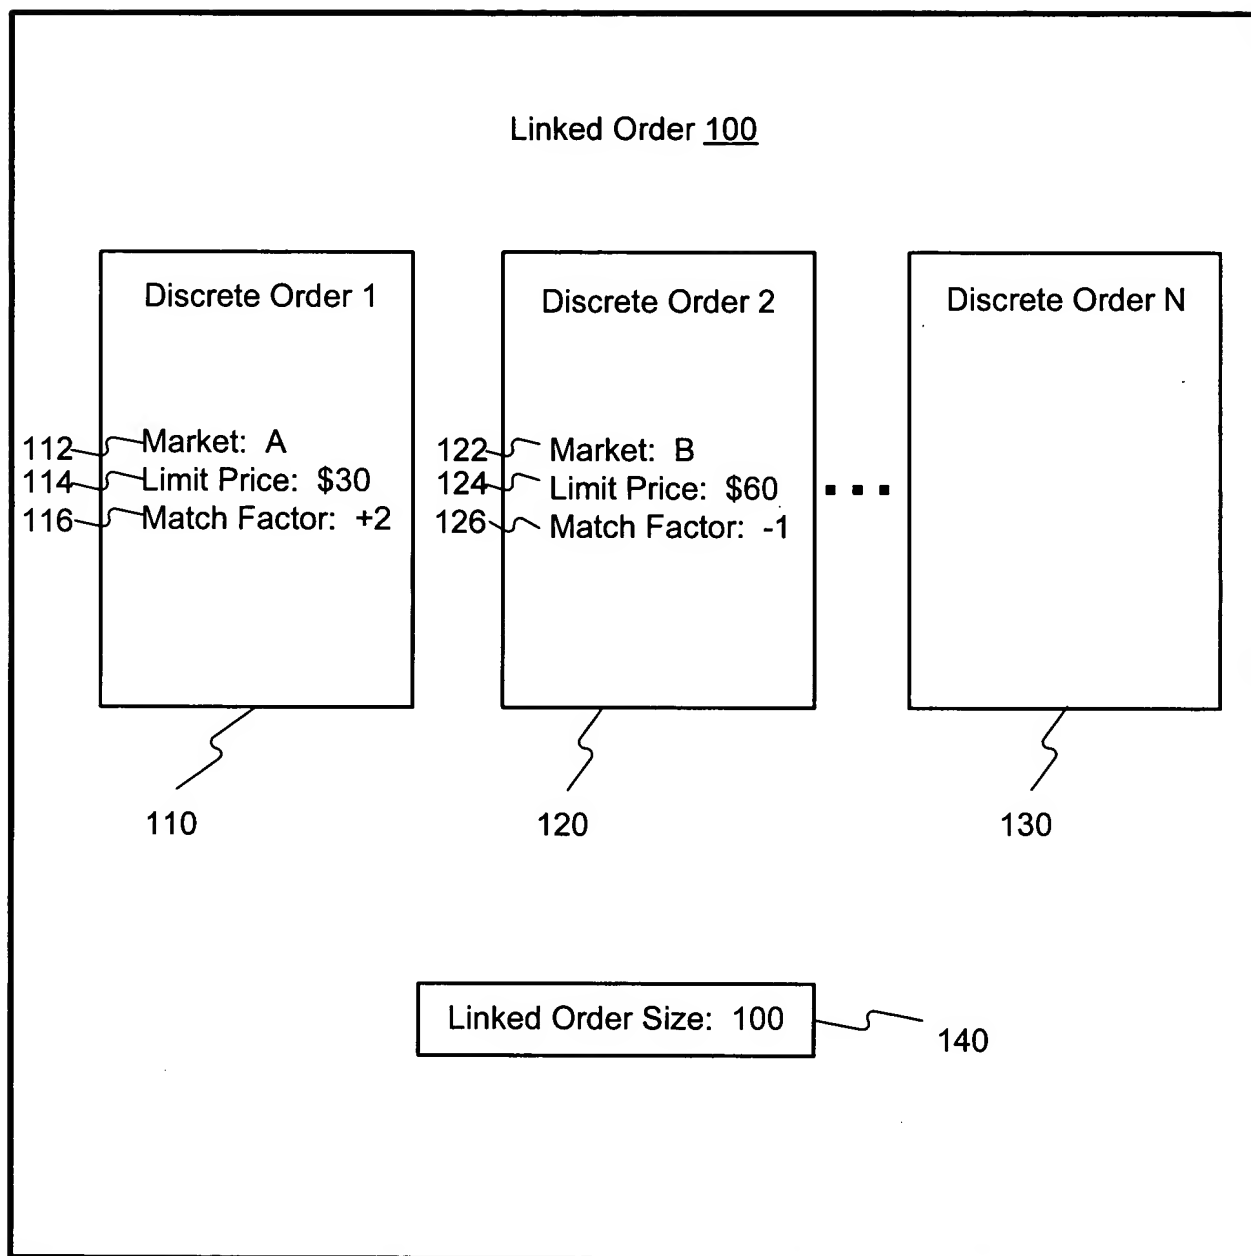 Linked Order 100
Discrete Order 1
112 Market: A
114 Limit Price: $30
116 Match Factor: +2
110
Discrete Order 2
122 Market: B
124 Limit Price: $60
126 Match Factor: -1
120
...
Discrete Order N
130
Linked Order Size: 100
140